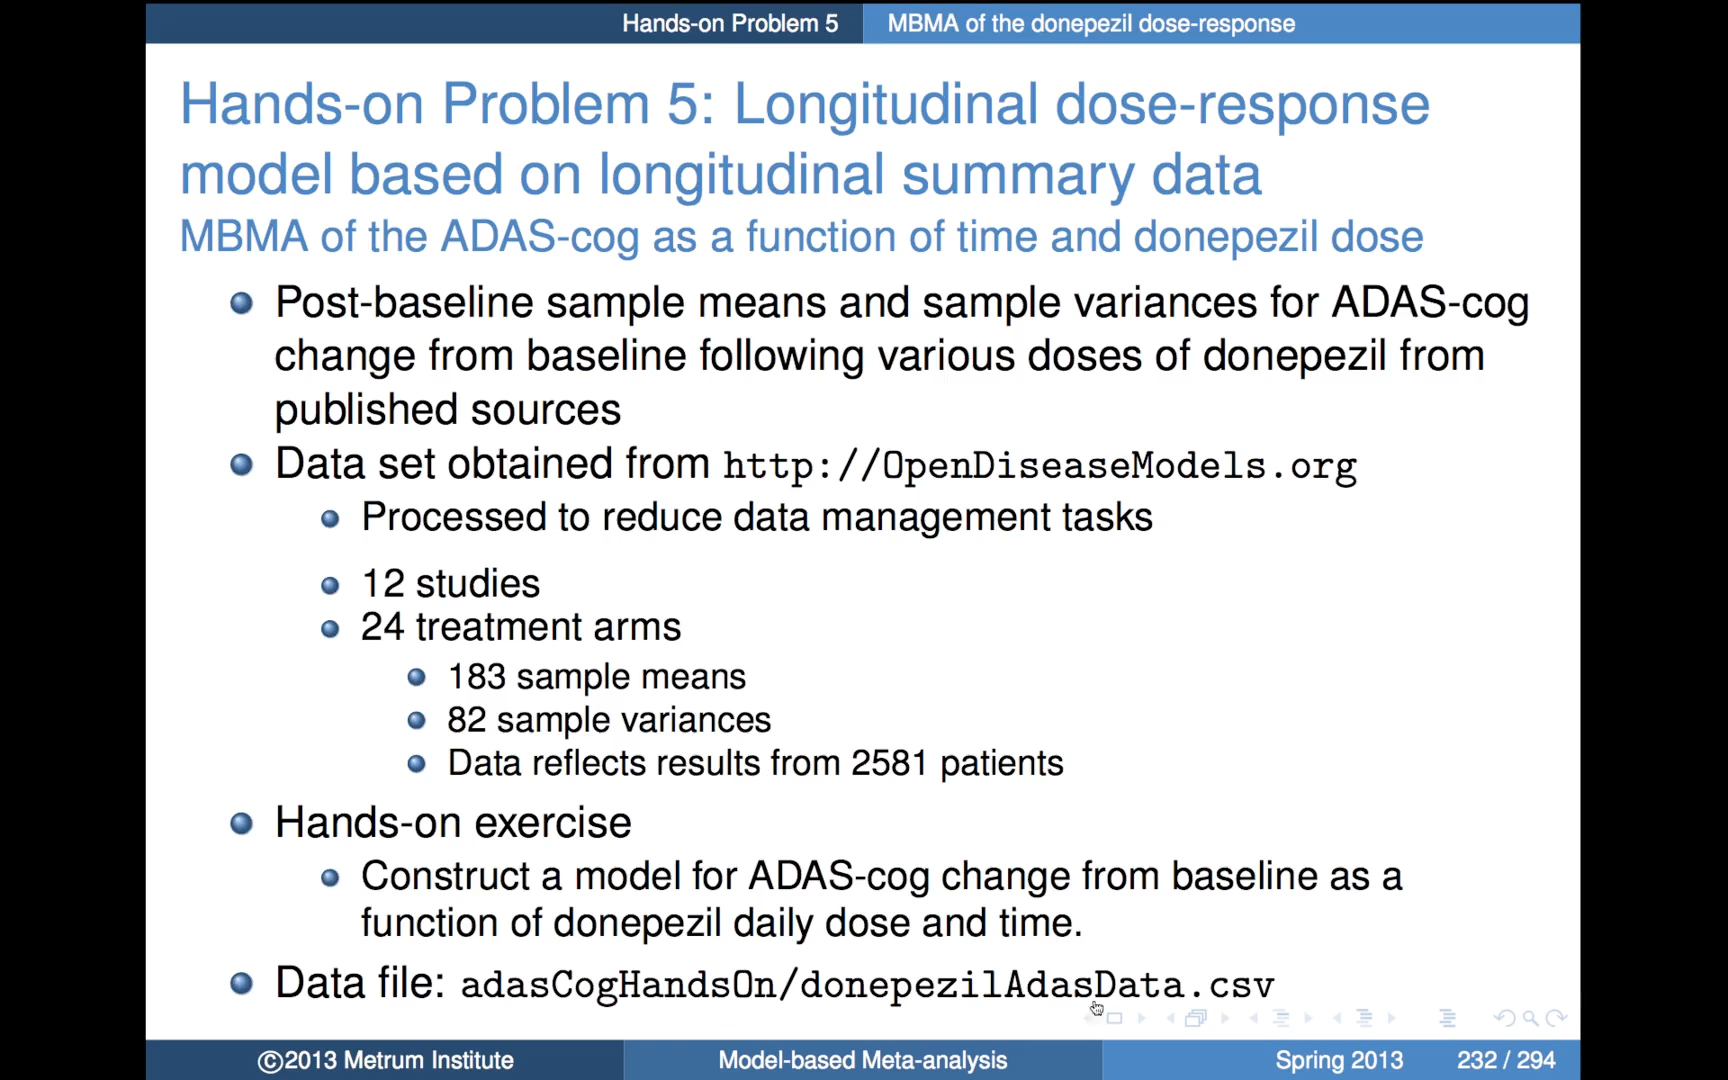 Hands-on Problem 5 MBMA of the donepezil dose-response
Hands-on Problem 5: Longitudinal dose-response
model based on longitudinal summary data
MBMA of the ADAS-cog as a function of time and donepezil dose
Post-baseline sample means and sample variances for ADAS-cog
change from baseline following various doses of donepezil from
published sources
Data set obtained from http://OpenDiseaseModels.org
Processed to reduce data management tasks
12 studies
24 treatment arms
183 sample means
82 sample variances
Data reflects results from 2581 patients
Hands-on exercise
Construct a model for ADAS-cog change from baseline as a
function of donepezil daily dose and time.
Data file: adasCogHandsOn/donepezilAdasData.csv
©2013 Metrum Institute Model-based Meta-analysis Spring 2013 232 / 294